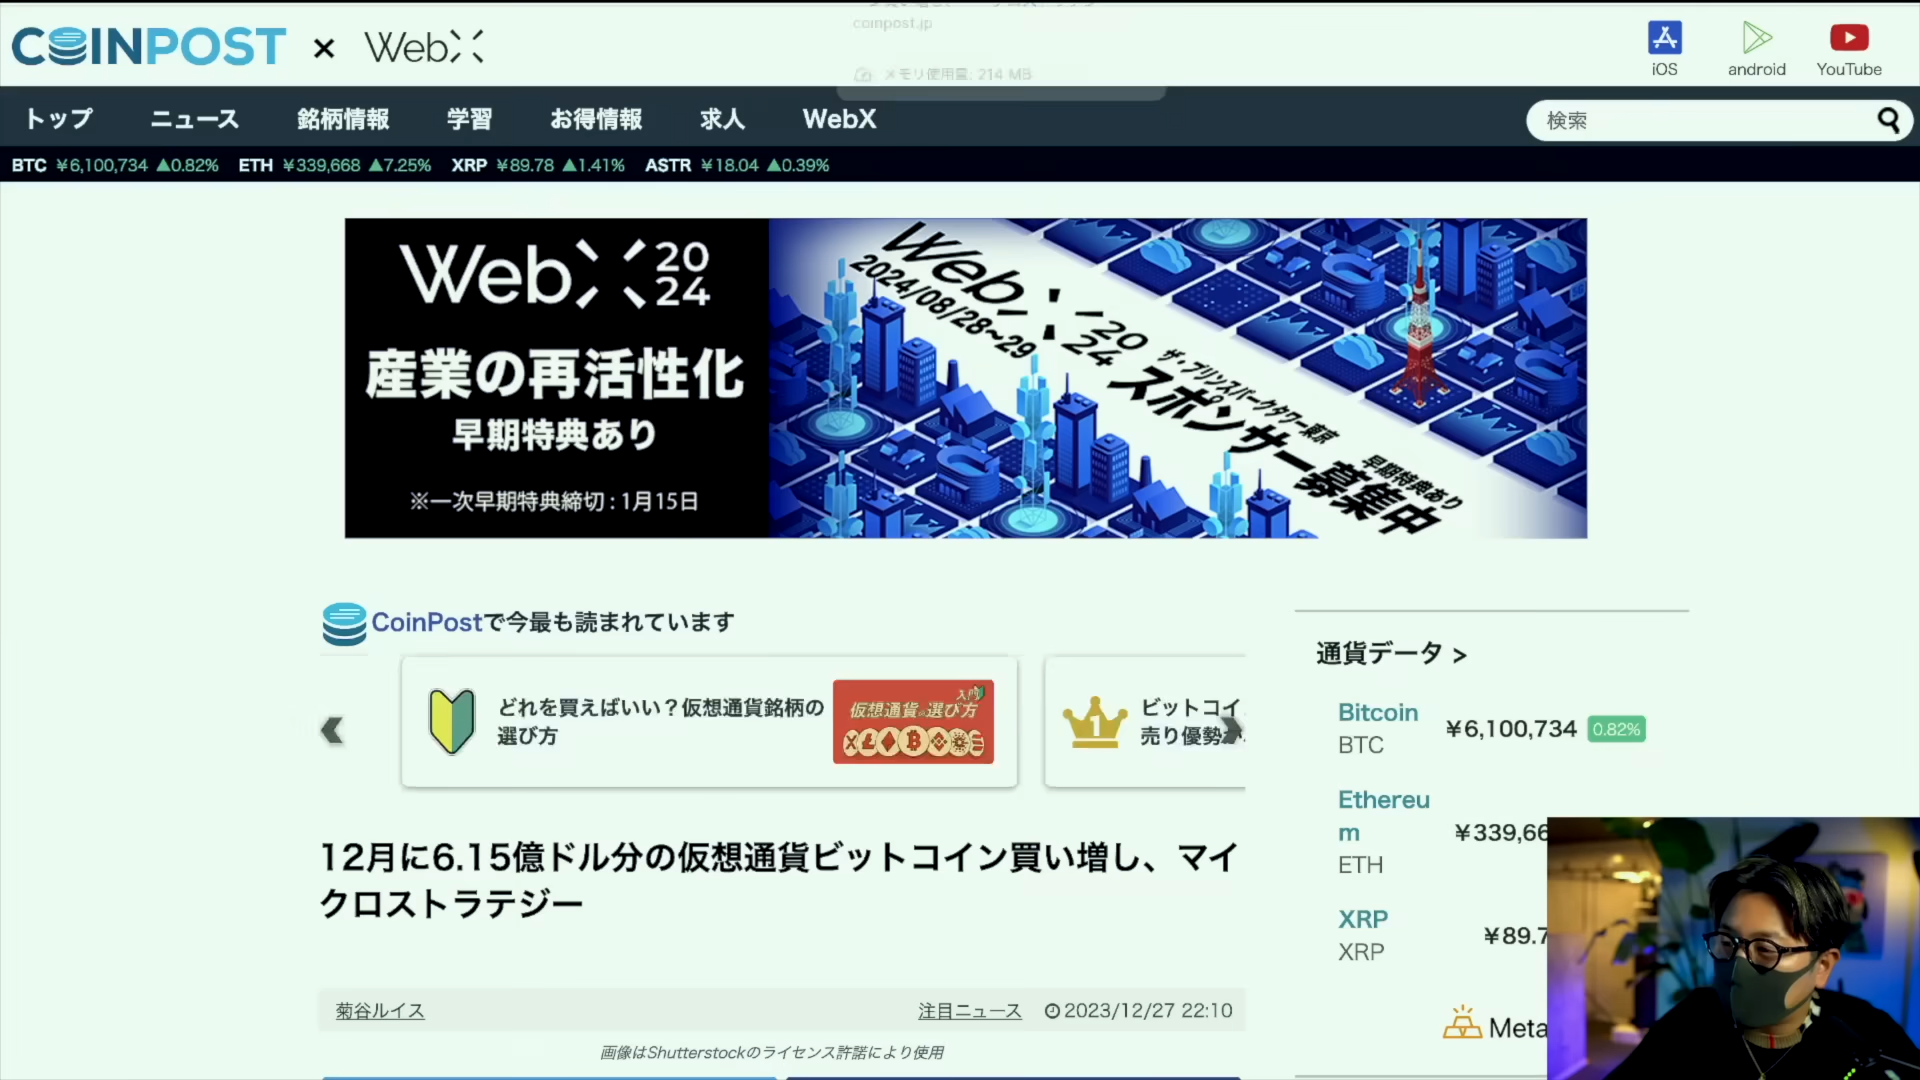 COINPOST × WebX
coinpost.jp
メモリ使用量: 214 MB
iOS
android
YouTube
トップ ニュース 銘柄情報 学習 お得情報 求人 WebX
検索
BTC ¥6,100,734 ▲0.82% ETH ¥339,668 ▲7.25% XRP ¥89.78 ▲1.41% ASTR ¥18.04 ▲0.39%
WebX 2024
産業の再活性化
早期特典あり
※一次早期特典締切 : 1月15日
WebX 2024
2024/08/28~29
ザ・プリンスパークタワー東京
スポンサー募集中
早期特典あり
CoinPostで今最も読まれています
どれを買えばいい？仮想通貨銘柄の
選び方
入門
仮想通貨の選び方
1
ビットコイ
売り優勢が
12月に6.15億ドル分の仮想通貨ビットコイン買い増し、マイ
クロストラテジー
菊谷ルイス
注目ニュース 2023/12/27 22:10
画像はShutterstockのライセンス許諾により使用
通貨データ >
Bitcoin
BTC
¥6,100,734 0.82%
Ethereu
m
ETH
¥339,66
XRP
XRP
¥89.7
Meta